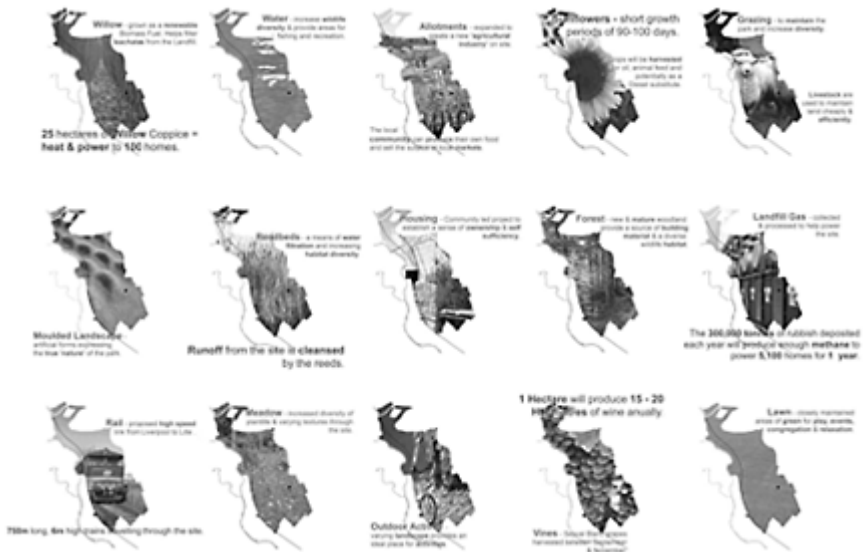 Willow - grown as a renewable
Biomass Fuel. Helps filter
leachates from the Landfill.
25 hectares of Willow Coppice =
heat & power to 100 homes.
Water - increase wildlife
diversity & provide areas for
fishing and recreation.
Allotments - expanded to
create a new 'agricultural
industry' on site.
The local
community can produce their own food
and sell the surplus at local markets.
flowers - short growth
periods of 90-100 days.
crops will be harvested
for oil, animal feed and
potentially as a
Diesel substitute.
Grazing - to maintain the
park and increase diversity.
Livestock are
used to maintain
land cheaply &
efficiently.
Moulded Landscape
artificial forms expressing
the true 'nature' of the park.
Reedbeds - a means of water
filtration and increasing
habitat diversity.
Runoff from the site is cleansed
by the reeds.
Housing - Community led project to
establish a sense of ownership & self
sufficiency.
Forest - new & mature woodland
provide a source of building
material & a diverse
wildlife habitat.
Landfill Gas - collected
& processed to help power
the site.
The 300,000 tonnes of rubbish deposited
each year will produce enough methane to
power 5,100 homes for 1 year.
Rail - proposed high speed
link from Liverpool to
750m long, 6m high trains travelling through the site.
Meadow - increased diversity of
plantlife & varying textures through
the site.
Outdoor
varying landscape provides an
ideal place for activities.
1 Hectare will produce 15 - 20
of wine anually.
Vines - grapes
harvested between September
& November
Lawn - closely maintained
areas of green for play, events,
congregation & relaxation.